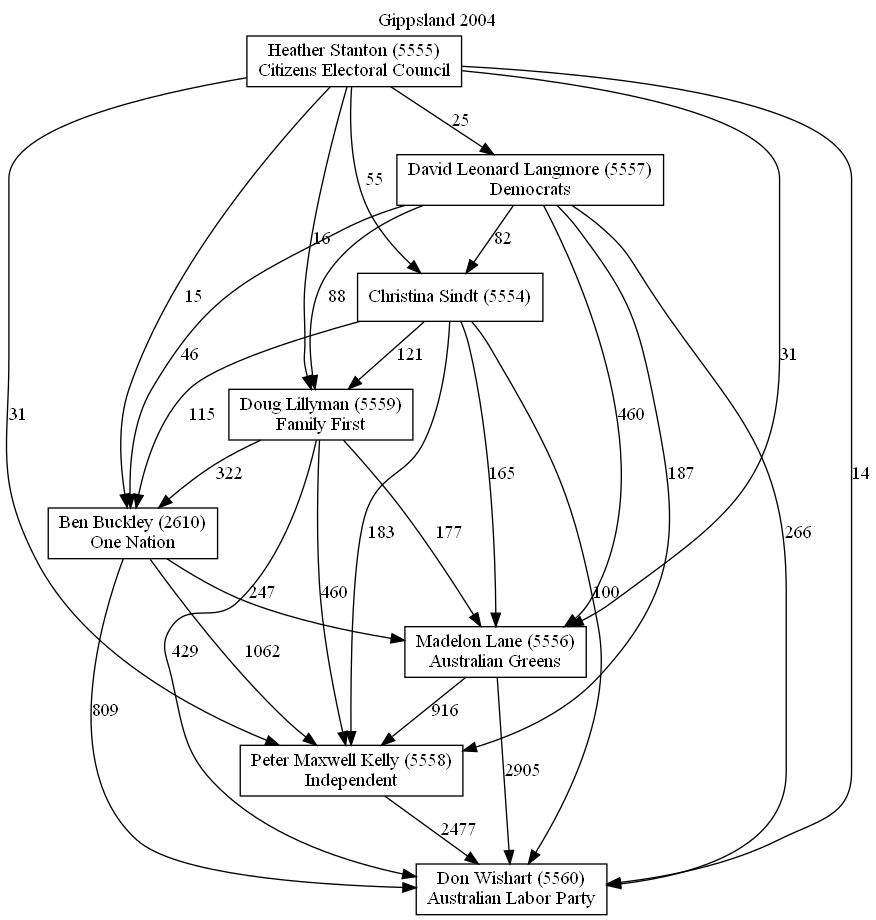 Gippsland 2004
Heather Stanton (5555)
Citizens Electoral Council
25
David Leonard Langmore (5557)
Democrats
55
16
82
Christina Sindt (5554)
15
88
46
121
31
Doug Lillyman (5559)
Family First
31
115
460
322
165
187
14
Ben Buckley (2610)
One Nation
183
177
266
247
460
100
Madelon Lane (5556)
Australian Greens
429
1062
809
916
Peter Maxwell Kelly (5558)
Independent
2905
2477
Don Wishart (5560)
Australian Labor Party